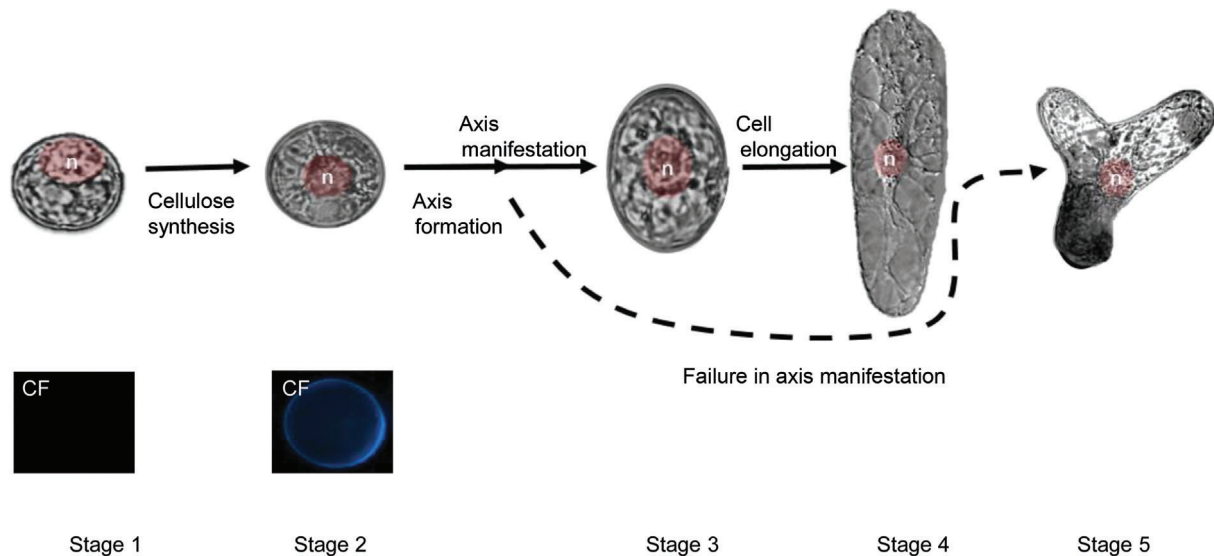 n
Cellulose
synthesis
n
Axis
manifestation
Axis
formation
n
Cell
elongation
n
n
Failure in axis manifestation
CF
CF
Stage 1
Stage 2
Stage 3
Stage 4
Stage 5